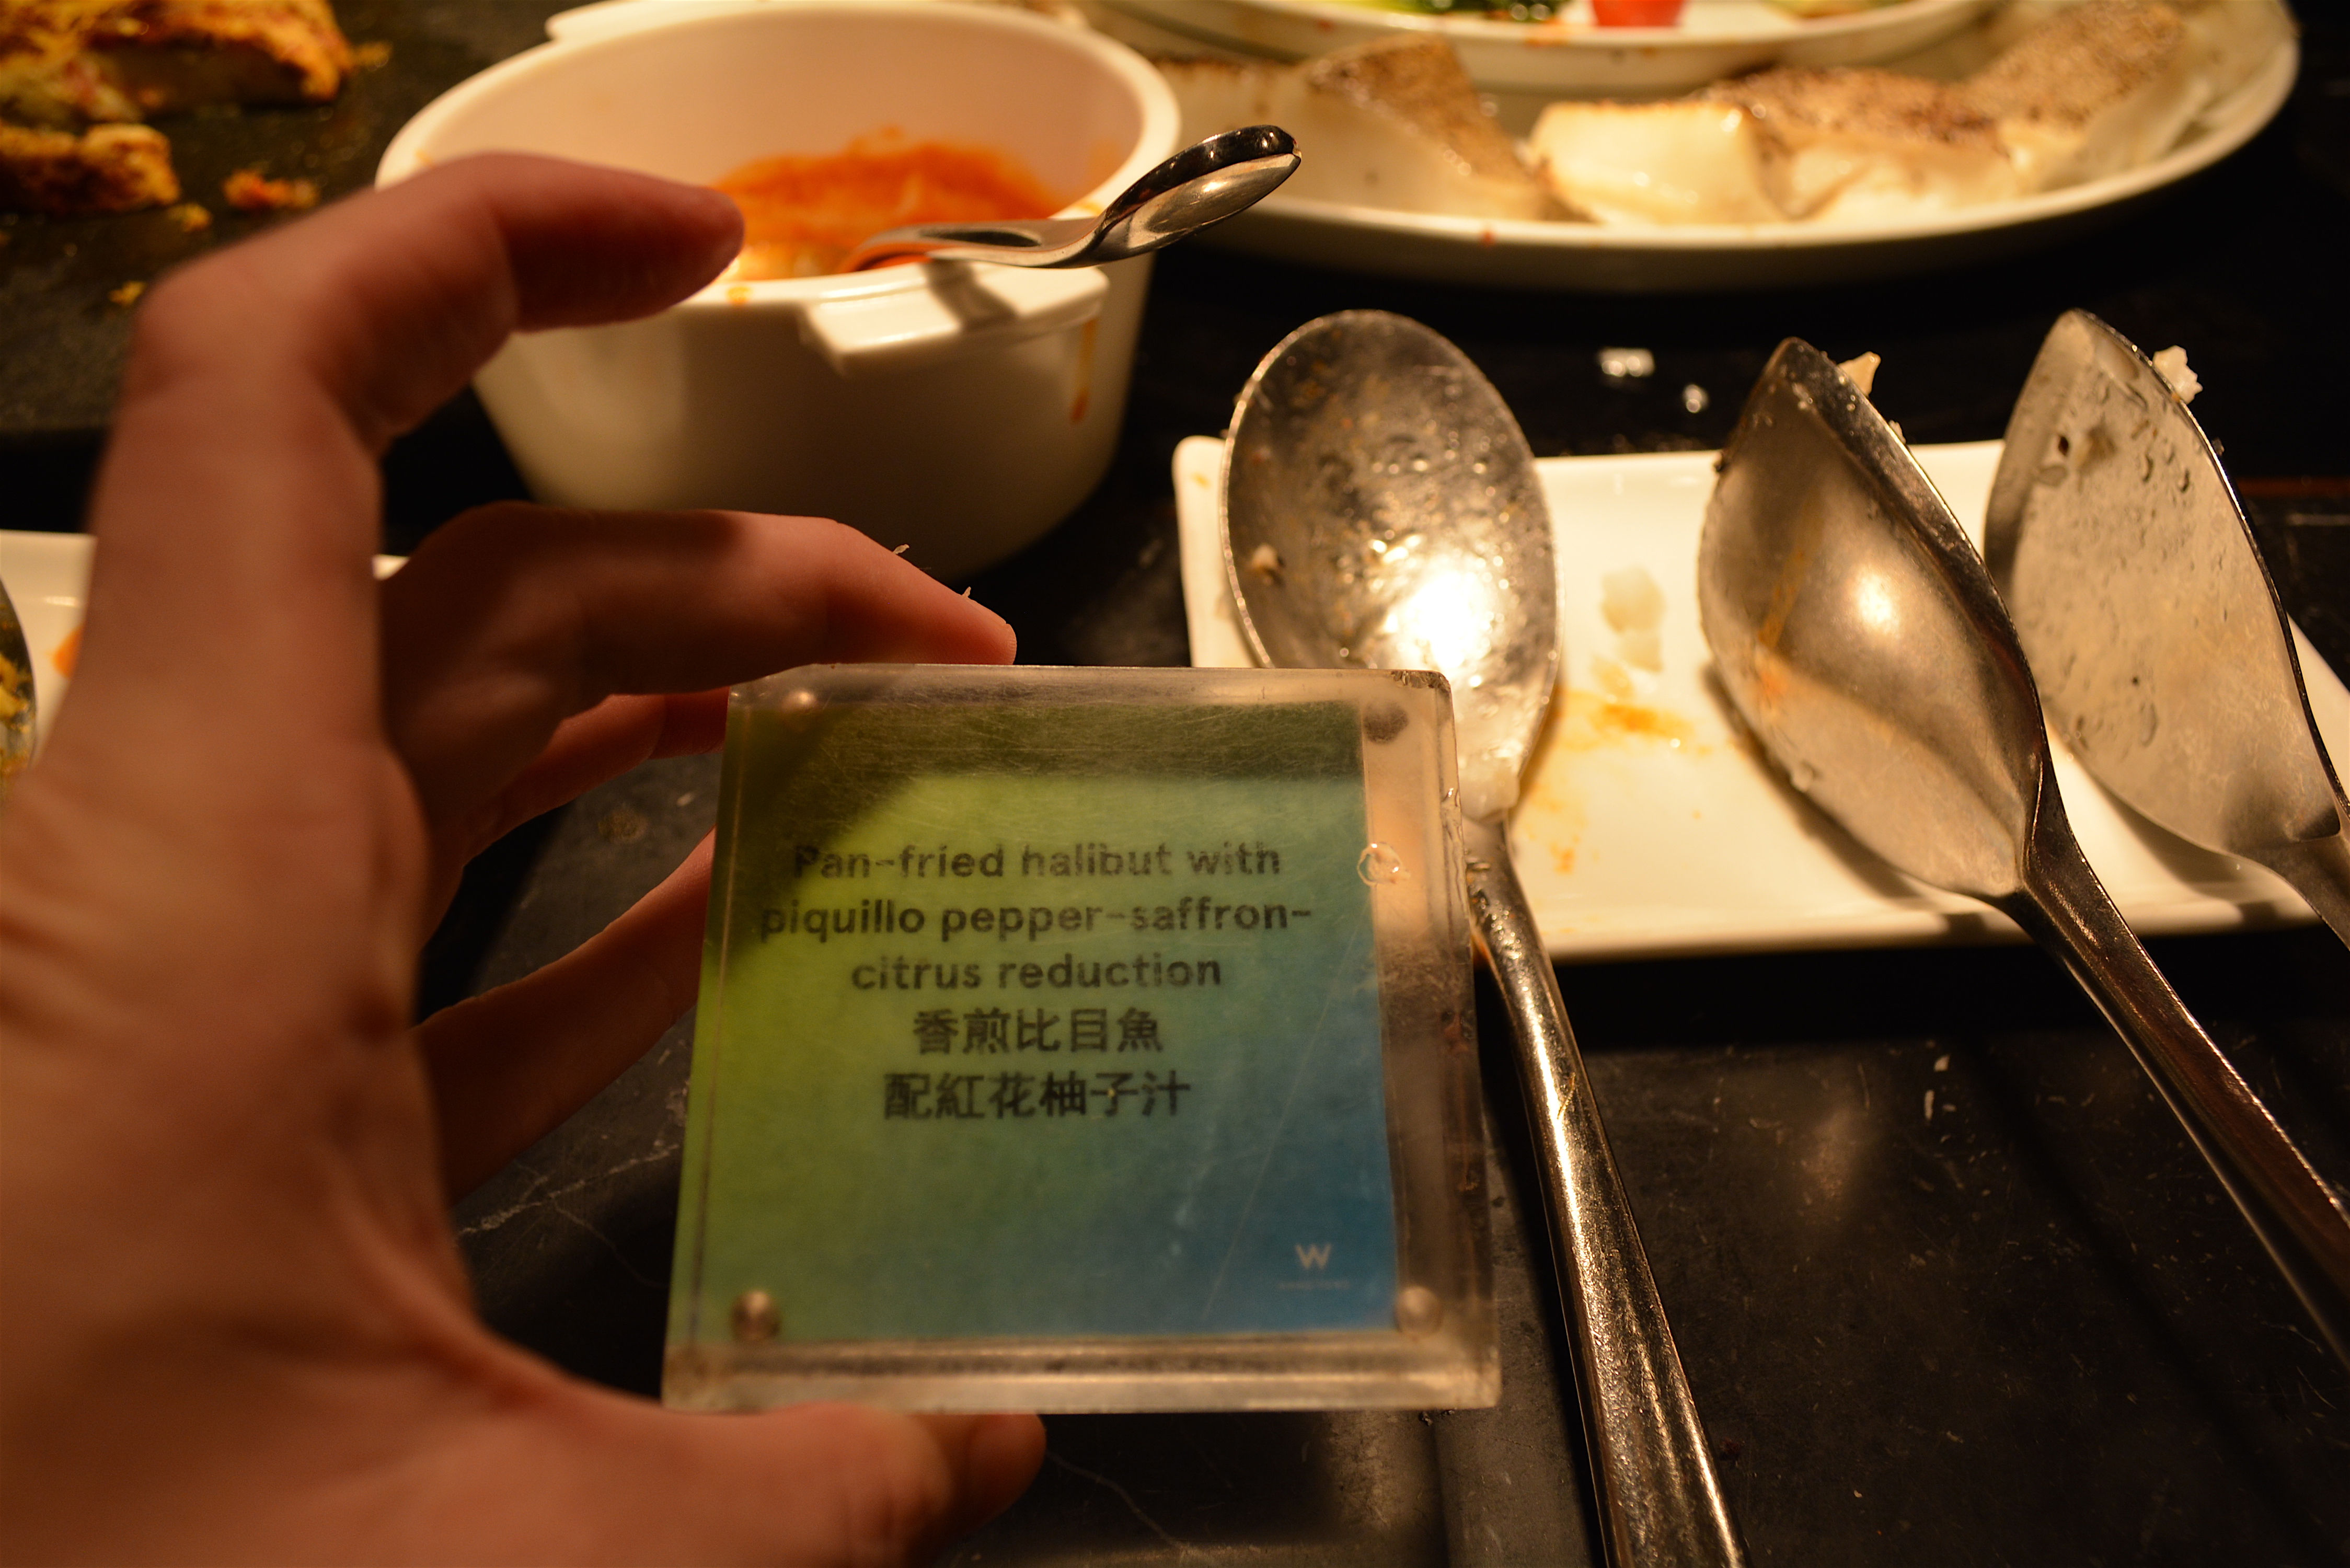 Pan-fried halibut with
piquillo pepper-saffron-
citrus reduction
香煎比目魚
配紅花柚子汁
W